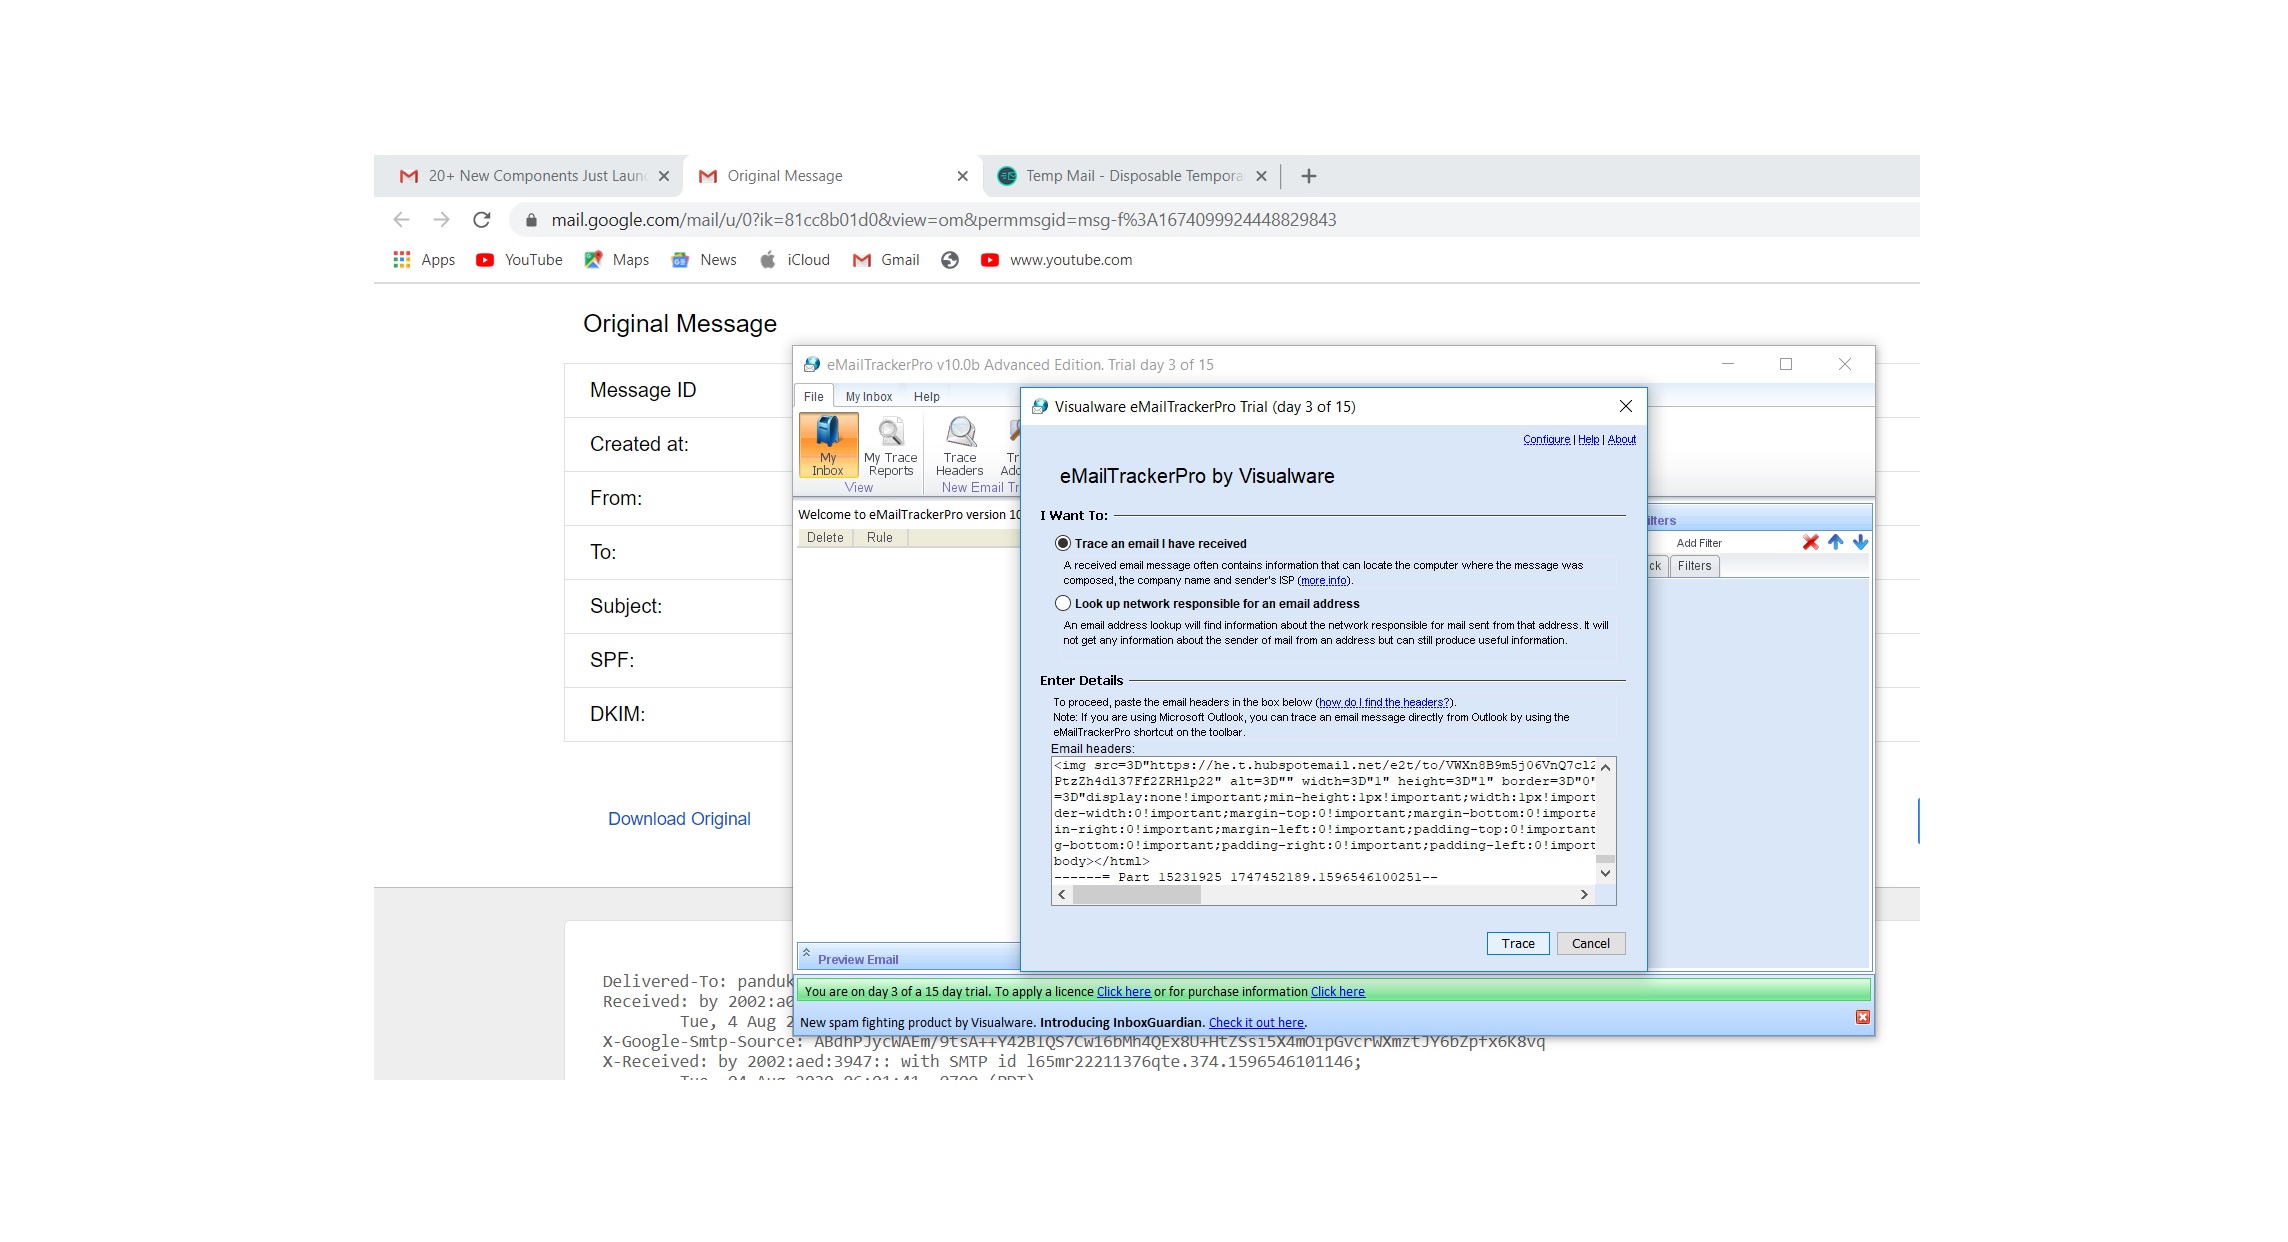 20+ New Components Just Laun
Original Message
Temp Mail - Disposable Tempora
mail.google.com/mail/u/0?ik=81cc8b01d0&view=om&permmsgid=msg-f%3A1674099924448829843
Apps YouTube Maps News iCloud Gmail www.youtube.com
Original Message
Message ID
Created at:
From:
To:
Subject:
SPF:
DKIM:
Download Original
eMailTrackerPro v10.0b Advanced Edition. Trial day 3 of 15
File My Inbox Help
My Inbox
My Trace Reports
Trace Headers
Tr
Add
View
New Email Tr
Welcome to eMailTrackerPro version 10
Delete Rule
Visualware eMailTrackerPro Trial (day 3 of 15)
Configure | Help | About
eMailTrackerPro by Visualware
I Want To:
Trace an email I have received
A received email message often contains information that can locate the computer where the message was
composed, the company name and sender's ISP (more info).
Look up network responsible for an email address
An email address lookup will find information about the network responsible for mail sent from that address. It will
not get any information about the sender of mail from an address but can still produce useful information.
Enter Details
To proceed, paste the email headers in the box below (how do I find the headers?).
Note: If you are using Microsoft Outlook, you can trace an email message directly from Outlook by using the
eMailTrackerPro shortcut on the toolbar.
Email headers:
<img src=3D"https://he.t.hubspotemail.net/e2t/to/VWXn8B9m5j06VnQ7cl2
PtzZh4dl37Ff2ZRHlp22" alt=3D"" width=3D"1" height=3D"1" border=3D"0"
=3D"display:none!important;min-height:1px!important;width:1px!import
der-width:0!important;margin-top:0!important;margin-bottom:0!importa
in-right:0!important;margin-left:0!important;padding-top:0!important
g-bottom:0!important;padding-right:0!important;padding-left:0!import
body></html>
------=_Part_15231925_1747452189.1596546100251--
Trace Cancel
ilters
Add Filter
ck Filters
Preview Email
You are on day 3 of a 15 day trial. To apply a licence Click here or for purchase information Click here
New spam fighting product by Visualware. Introducing InboxGuardian. Check it out here.
Delivered-To: panduk
Received: by 2002:a0
Tue, 4 Aug 2
X-Google-Smtp-Source: ABdhPJycWAEm/9tsA++Y42BIQS7Cw16bMh4QEx8U+HtZSsi5X4mOipGvcrWXmztJY6bZpfx6K8vq
X-Received: by 2002:aed:3947:: with SMTP id l65mr22211376qte.374.1596546101146;
Tue, 04 Aug 2020 06:01:41 -0700 (PDT)